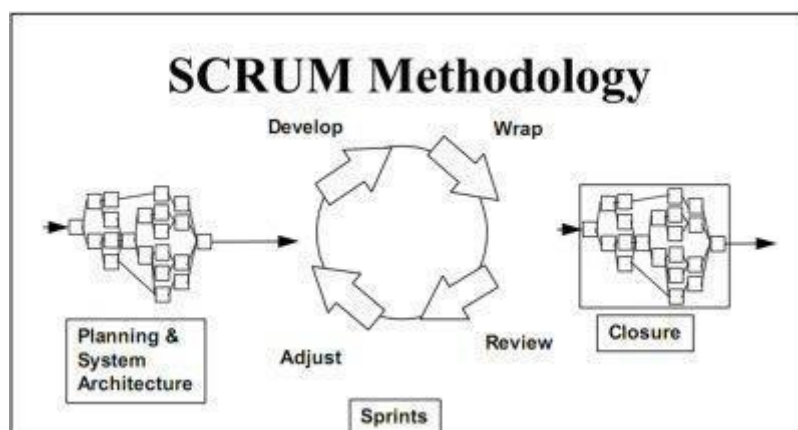 SCRUM Methodology
Develop
Wrap
Planning &
System
Architecture
Adjust
Review
Closure
Sprints